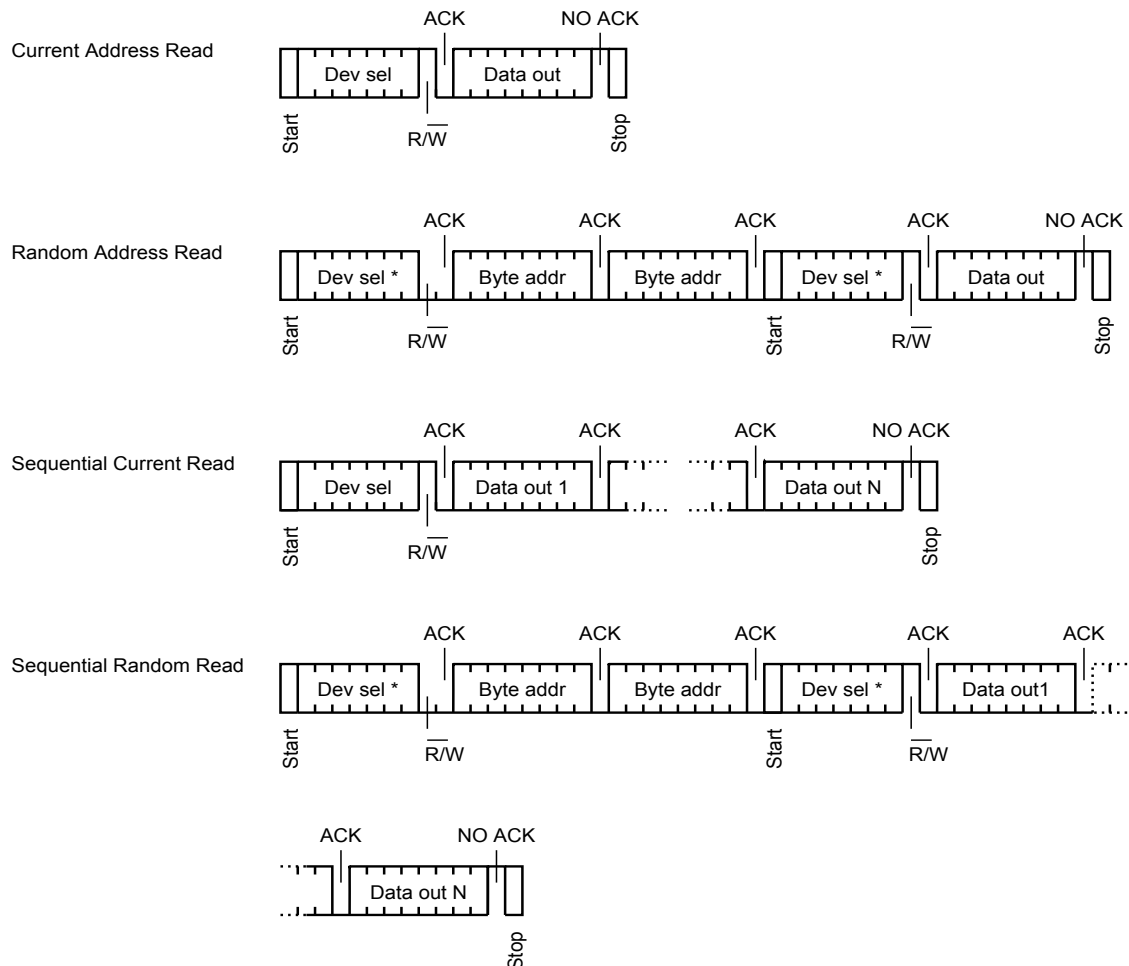 ACK NO ACK
Current Address Read
Dev sel Data out
Start R/W̅ Stop
ACK ACK ACK ACK NO ACK
Random Address Read
Dev sel * Byte addr Byte addr Dev sel * Data out
Start R/W̅ Start R/W̅ Stop
ACK ACK ACK NO ACK
Sequential Current Read
Dev sel Data out 1 Data out N
Start R/W̅ Stop
ACK ACK ACK ACK ACK
Sequential Random Read
Dev sel * Byte addr Byte addr Dev sel * Data out1
Start R̅/W Start R̅/W
ACK NO ACK
Data out N
Stop